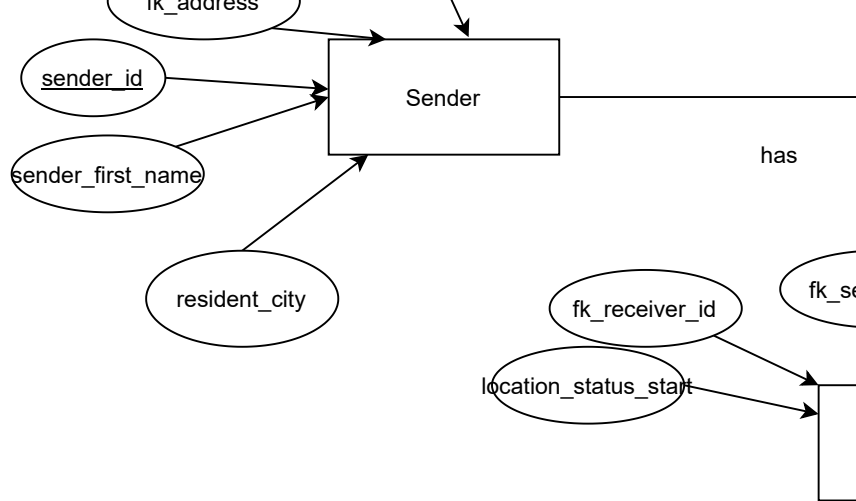 fk_address
sender_id
Sender
sender_first_name
has
resident_city
fk_receiver_id
location_status_start